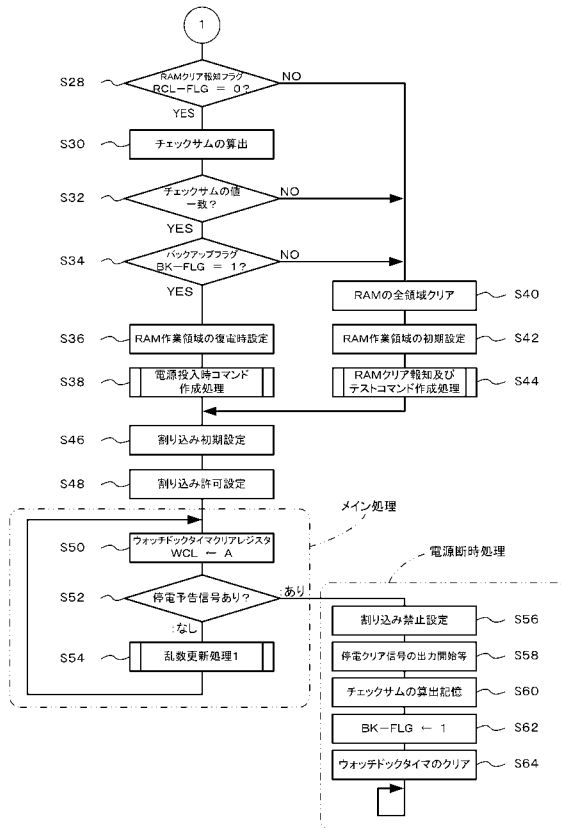 1
S28
RAMクリア報知フラグ
RCL-FLG = 0?
NO
YES
S30
チェックサムの算出
S32
チェックサムの値
一致?
NO
YES
S34
バックアップフラグ
BK-FLG = 1?
NO
YES
RAMの全領域クリア
S40
S36
RAM作業領域の復電時設定
RAM作業領域の初期設定
S42
S38
電源投入時コマンド
作成処理
RAMクリア報知及び
テストコマンド作成処理
S44
S46
割り込み初期設定
S48
割り込み許可設定
メイン処理
S50
ウォッチドックタイマクリアレジスタ
WCL ← A
電源断時処理
S52
停電予告信号あり?
:あり
:なし
S54
乱数更新処理1
割り込み禁止設定
S56
停電クリア信号の出力開始等
S58
チェックサムの算出記憶
S60
BK-FLG ← 1
S62
ウォッチドックタイマのクリア
S64